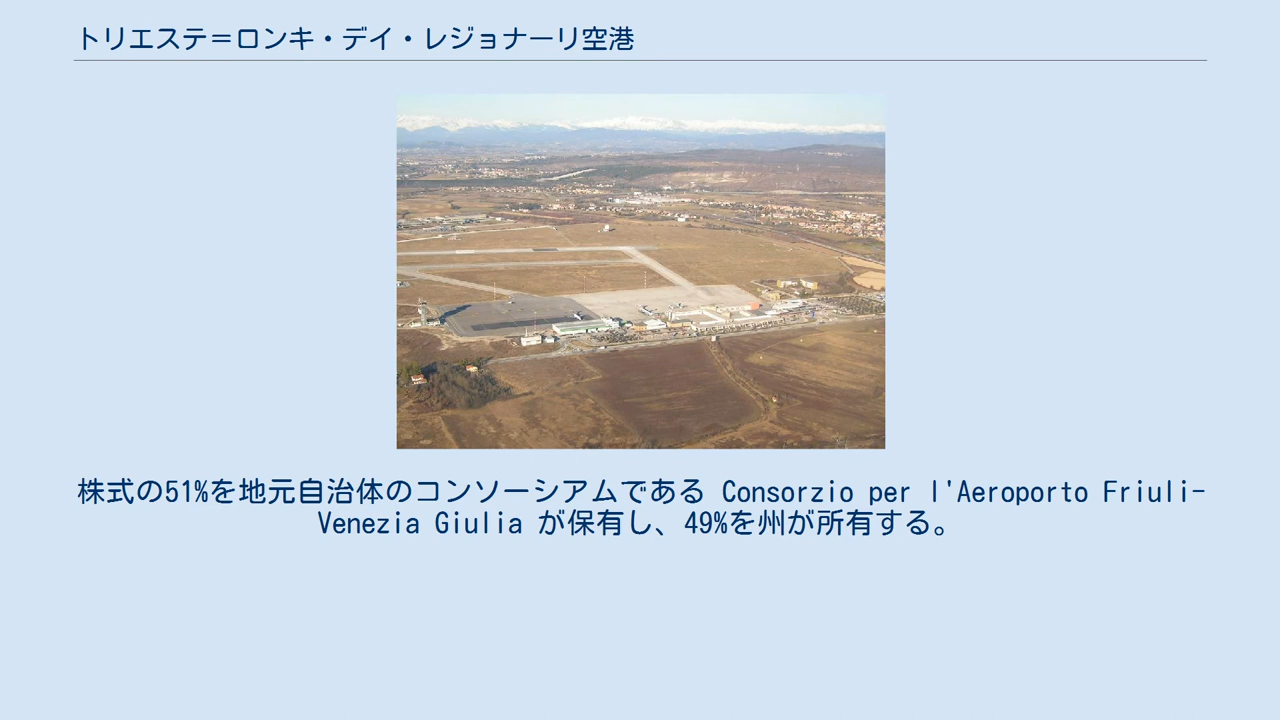 トリエステ＝ロンキ・デイ・レジョナーリ空港
株式の51%を地元自治体のコンソーシアムである Consorzio per l'Aeroporto Friuli-
Venezia Giulia が保有し、49%を州が所有する。